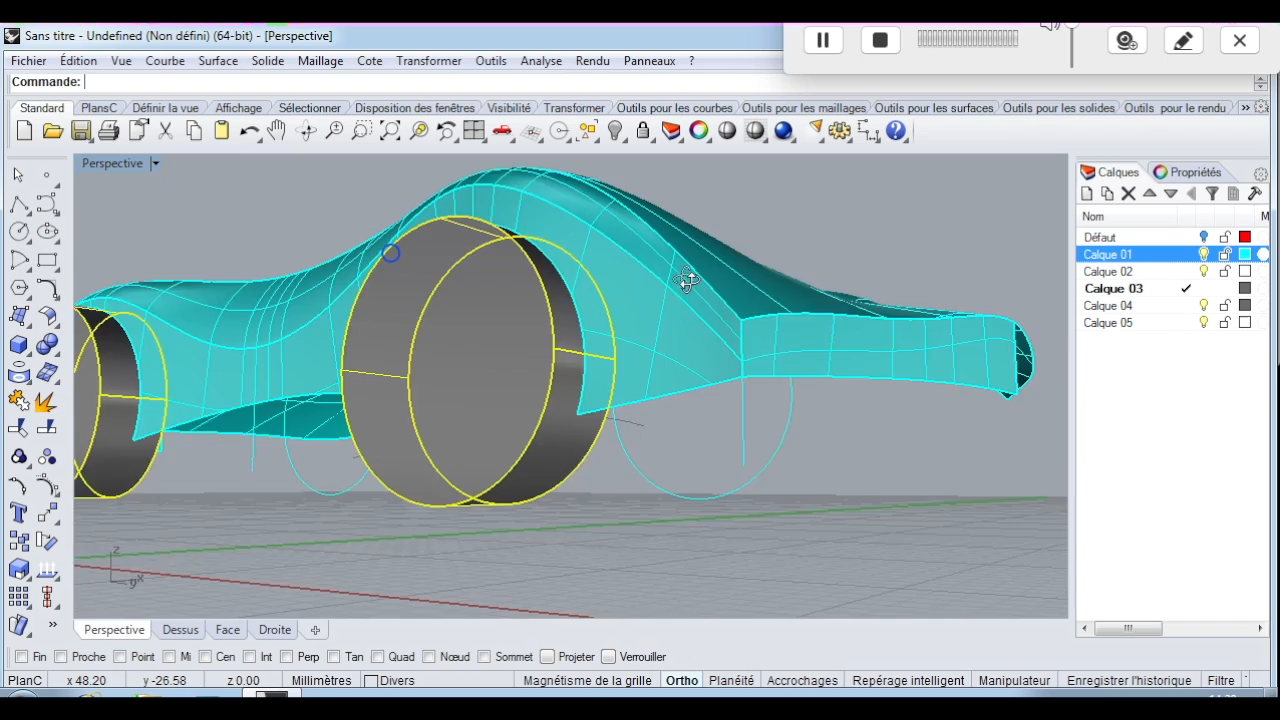 Sans titre - Undefined (Non défini) (64-bit) - [Perspective]
Fichier Edition Vue Courbe Surface Solide Maillage Cote Transformer Outils Analyse Rendu Panneaux ?
Commande:
Standard PlansC Définir la vue Affichage Sélectionner Disposition des fenêtres Visibilité Transformer Outils pour les courbes Outils pour les maillages Outils pour les surfaces Outils pour les solides Outils pour le rendu »
Perspective
Calques Propriétés
Nom M
Défaut
Calque 01
Calque 02
Calque 03
Calque 04
Calque 05
z
y x
Perspective Dessus Face Droite
Fin Proche Point Mi Cen Int Perp Tan Quad Nœud Sommet Projeter Verrouiller
PlanC x 48.20 y -26.58 z 0.00 Millimètres Divers Magnétisme de la grille Ortho Planéité Accrochages Repérage intelligent Manipulateur Enregistrer l'historique Filtre